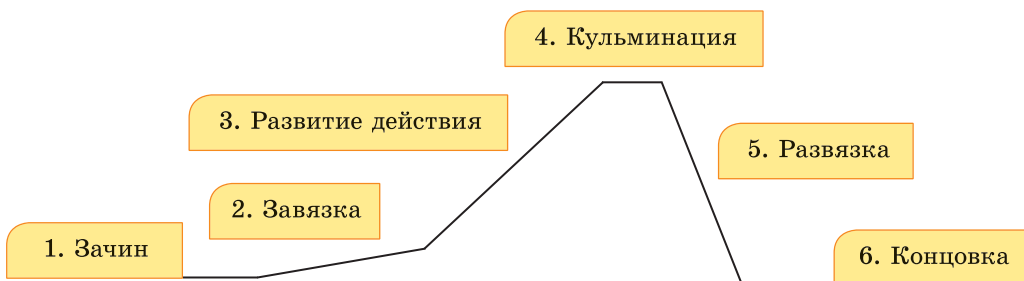 1. Зачин
2. Завязка
3. Развитие действия
4. Кульминация
5. Развязка
6. Концовка